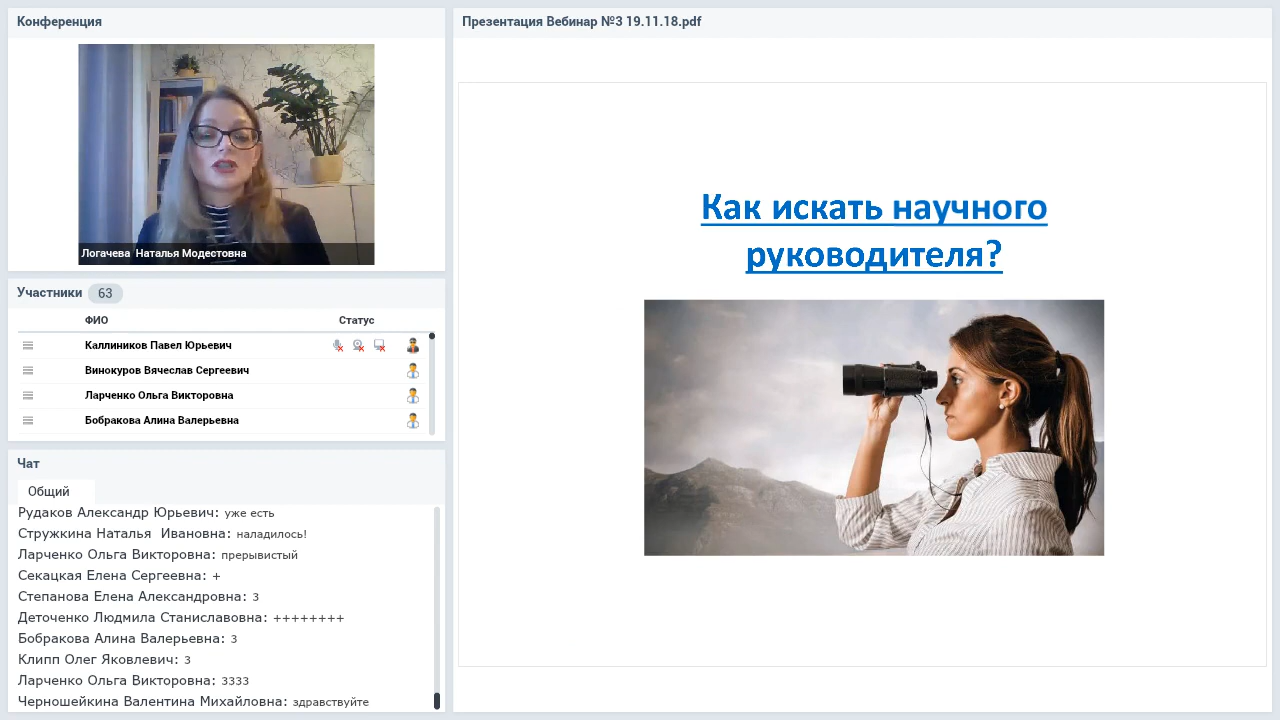 Конференция
Логачева  Наталья Модестовна
Участники 63
ФИО Статус
Каллиников Павел Юрьевич
Винокуров Вячеслав Сергеевич
Ларченко Ольга Викторовна
Бобракова Алина Валерьевна
Чат
Общий
Рудаков Александр Юрьевич: уже есть
Стружкина Наталья  Ивановна: наладилось!
Ларченко Ольга Викторовна: прерывистый
Секацкая Елена Сергеевна: +
Степанова Елена Александровна: 3
Деточенко Людмила Станиславовна: ++++++++
Бобракова Алина Валерьевна: 3
Клипп Олег Яковлевич: 3
Ларченко Ольга Викторовна: 3333
Черношейкина Валентина Михайловна: здравствуйте
Презентация Вебинар №3 19.11.18.pdf
Как искать научного
руководителя?